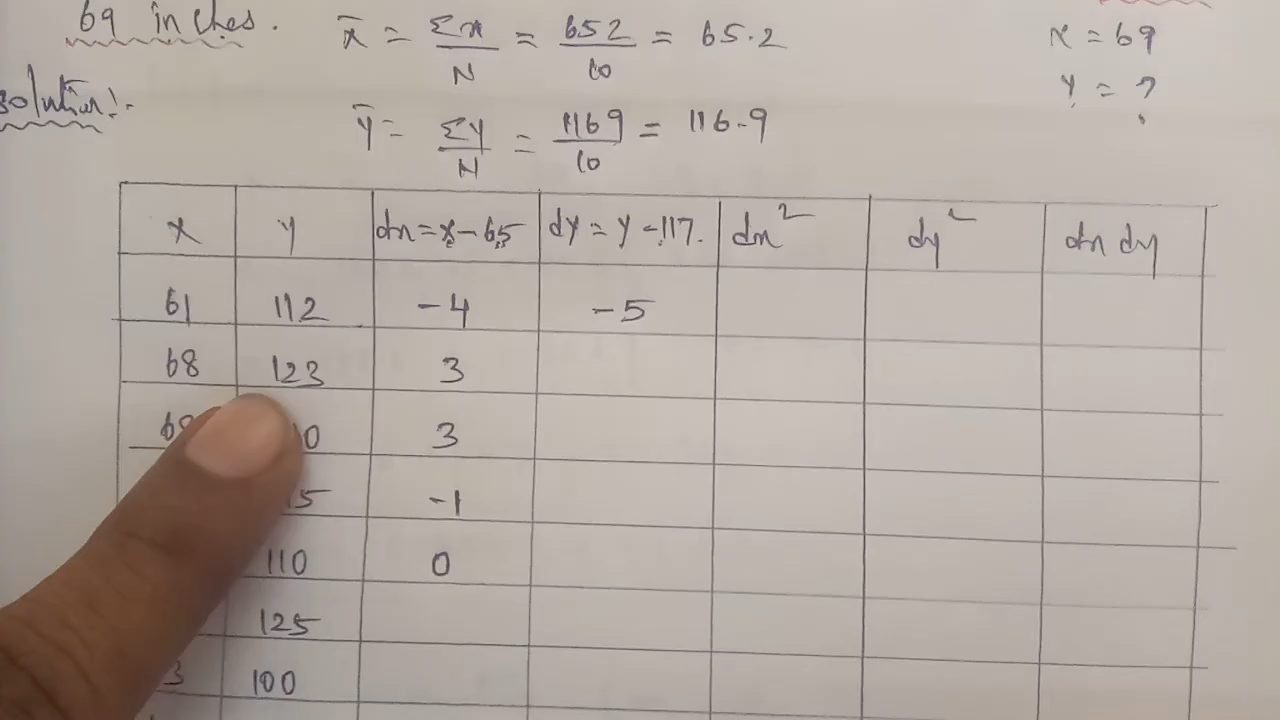 69 inches.
x̄ = Σx/N = 652/10 = 65.2
x = 69
Y = ?
solution:-
ȳ = ΣY/N = 1169/10 = 116.9
x Y dx = x - 65 dy = Y - 117. dx² dy² dx dy
61 112 -4 -5
68 123 3
68 3
-1
110 0
125
100